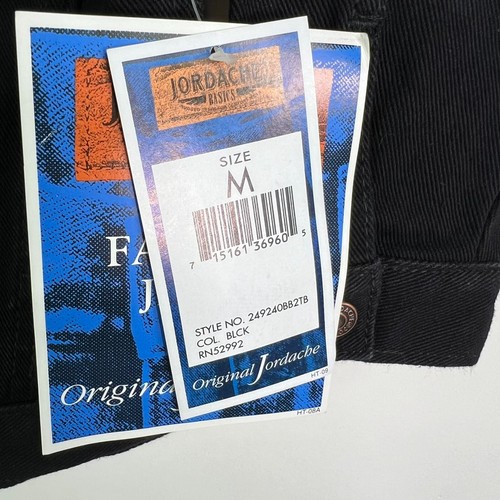 JORDACHE
BASICS
SIZE
M
7 15161 36960 5
STYLE NO. 249240BB2TB
COL. BLCK
RN52992
Original Jordache
HT-09
FA
J
Original
HT-08A